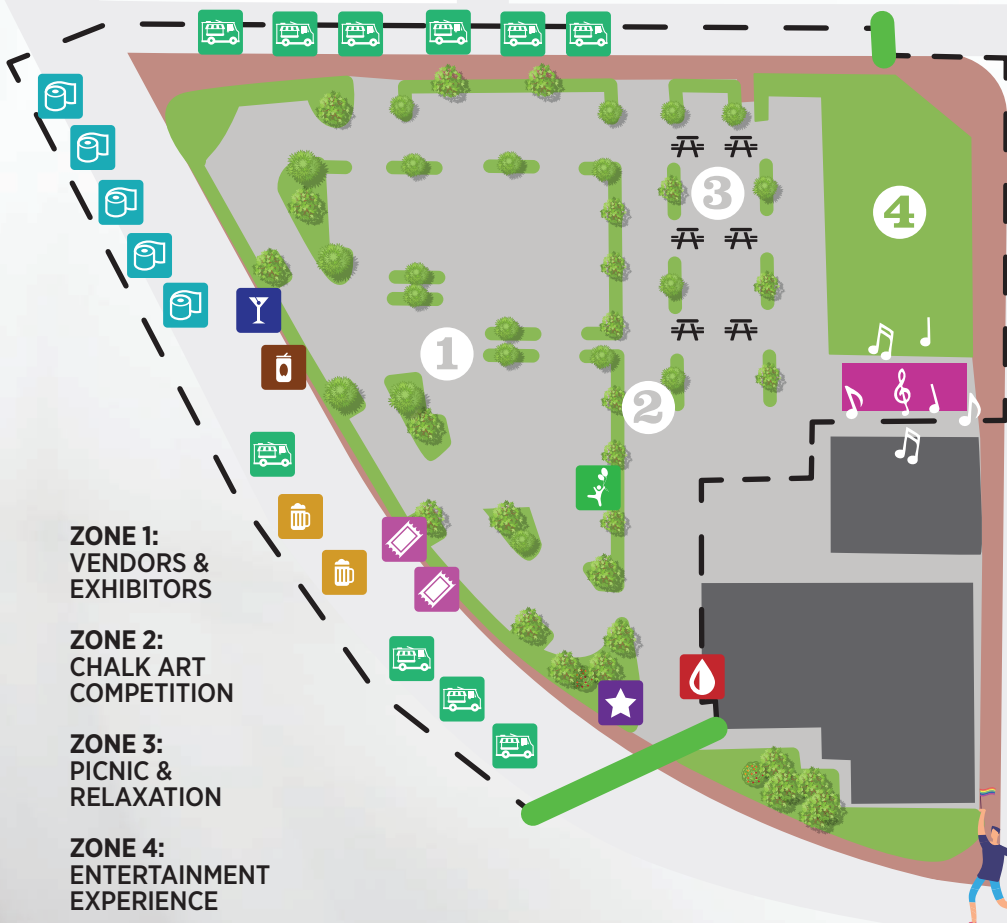 3
4
1
2
ZONE 1:
VENDORS &
EXHIBITORS
ZONE 2:
CHALK ART
COMPETITION
ZONE 3:
PICNIC &
RELAXATION
ZONE 4:
ENTERTAINMENT
EXPERIENCE